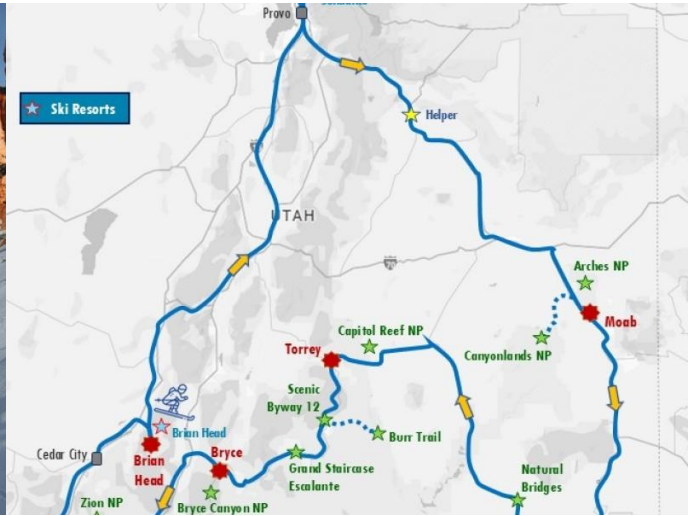 Provo
Ski Resorts
Helper
UTAH
70
Arches NP
Moab
Canyonlands NP
Capitol Reef NP
Torrey
Scenic
Byway 12
Burr Trail
Brian Head
Cedar City
Brian
Head
Bryce
Grand Staircase
Escalante
Natural
Bridges
Zion NP
Bryce Canyon NP